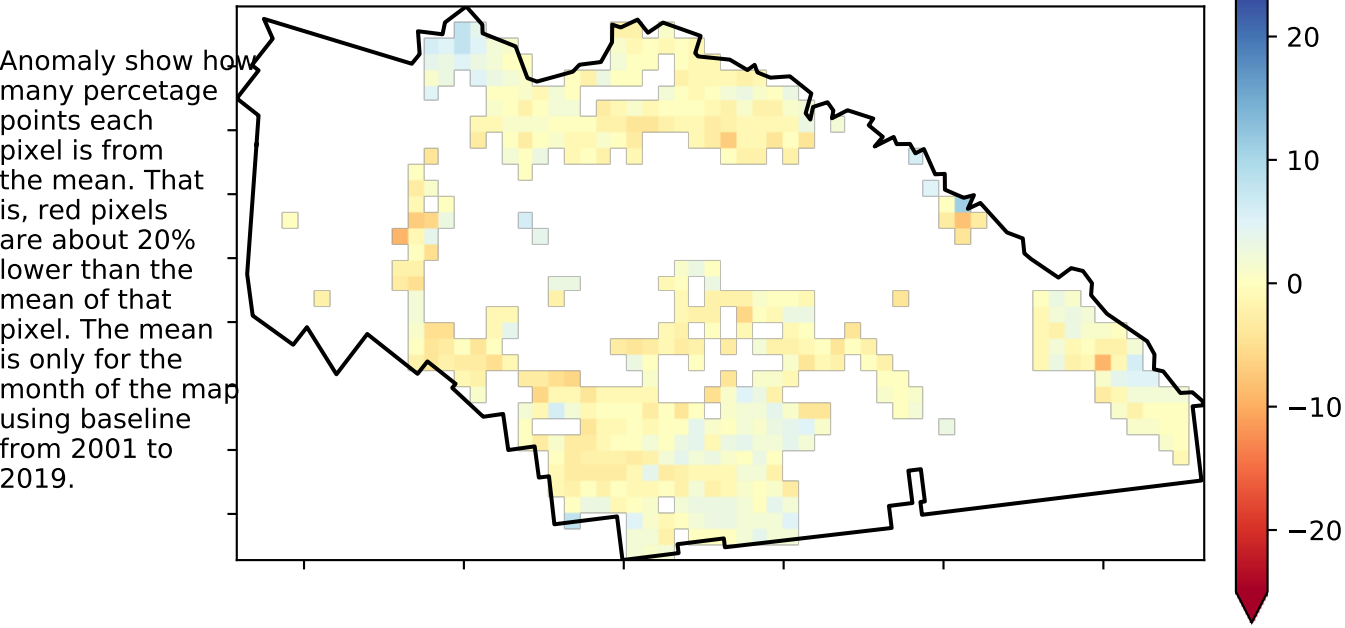 Anomaly show how
many percetage
points each
pixel is from
the mean. That
is, red pixels
are about 20%
lower than the
mean of that
pixel. The mean
is only for the
month of the map
using baseline
from 2001 to
2019.
20
10
0
−10
−20